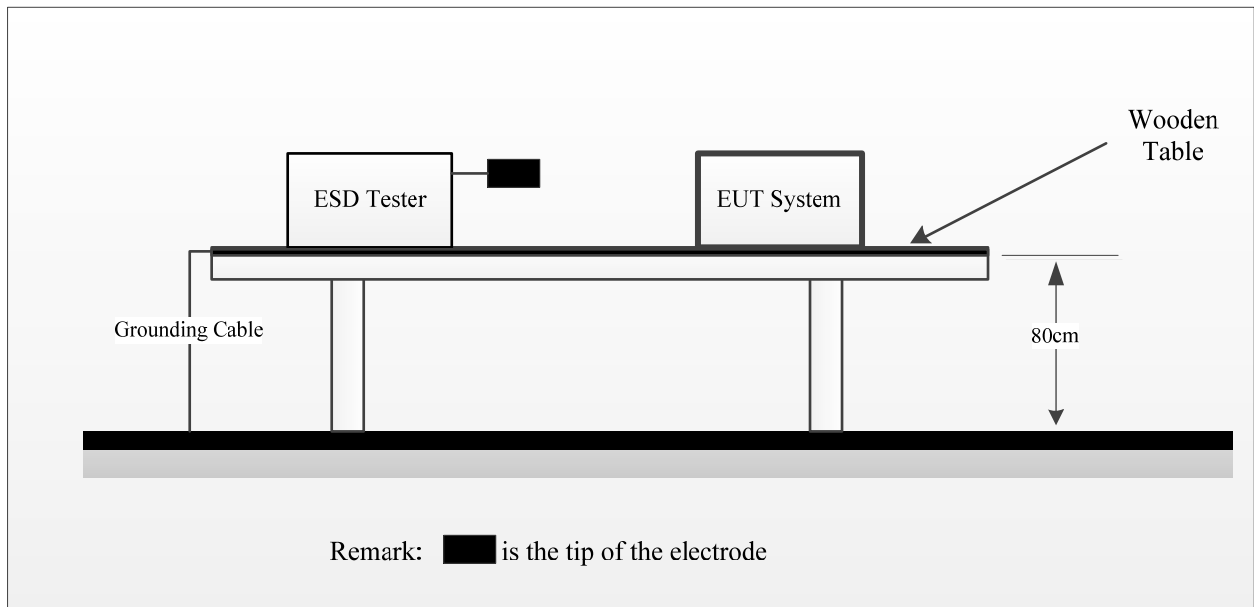 Wooden
Table
ESD Tester
EUT System
Grounding Cable
80cm
Remark: is the tip of the electrode